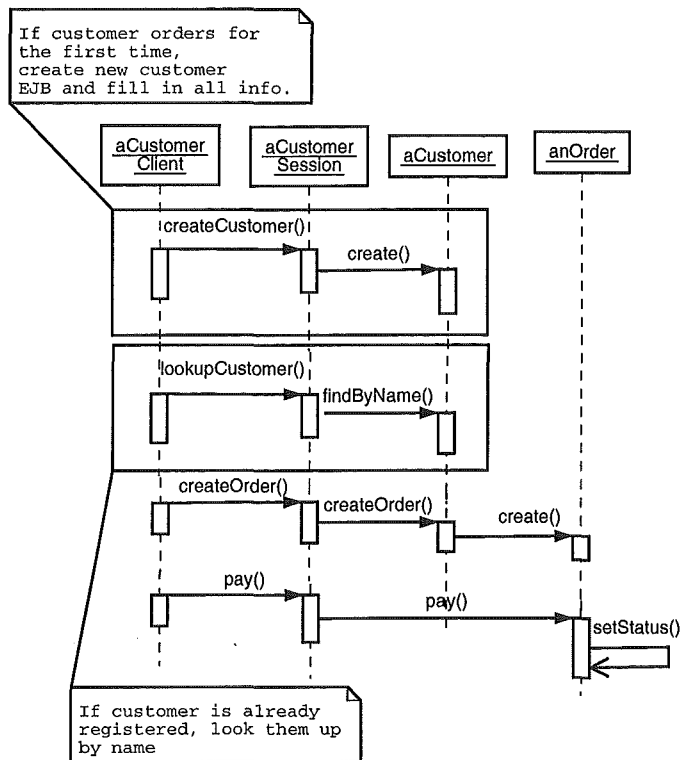 If customer orders for
the first time,
create new customer
EJB and fill in all info.
aCustomer
Client
aCustomer
Session
aCustomer
anOrder
createCustomer()
create()
lookupCustomer()
findByName()
createOrder()
createOrder()
create()
pay()
pay()
setStatus()
If customer is already
registered, look them up
by name